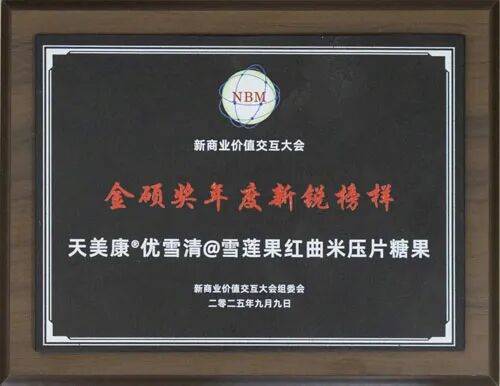 NBM
新商业价值交互大会
金硕奖年度新锐榜样
天美康®优雪清@雪莲果红曲米压片糖果
新商业价值交互大会组委会
二零二五年九月九日